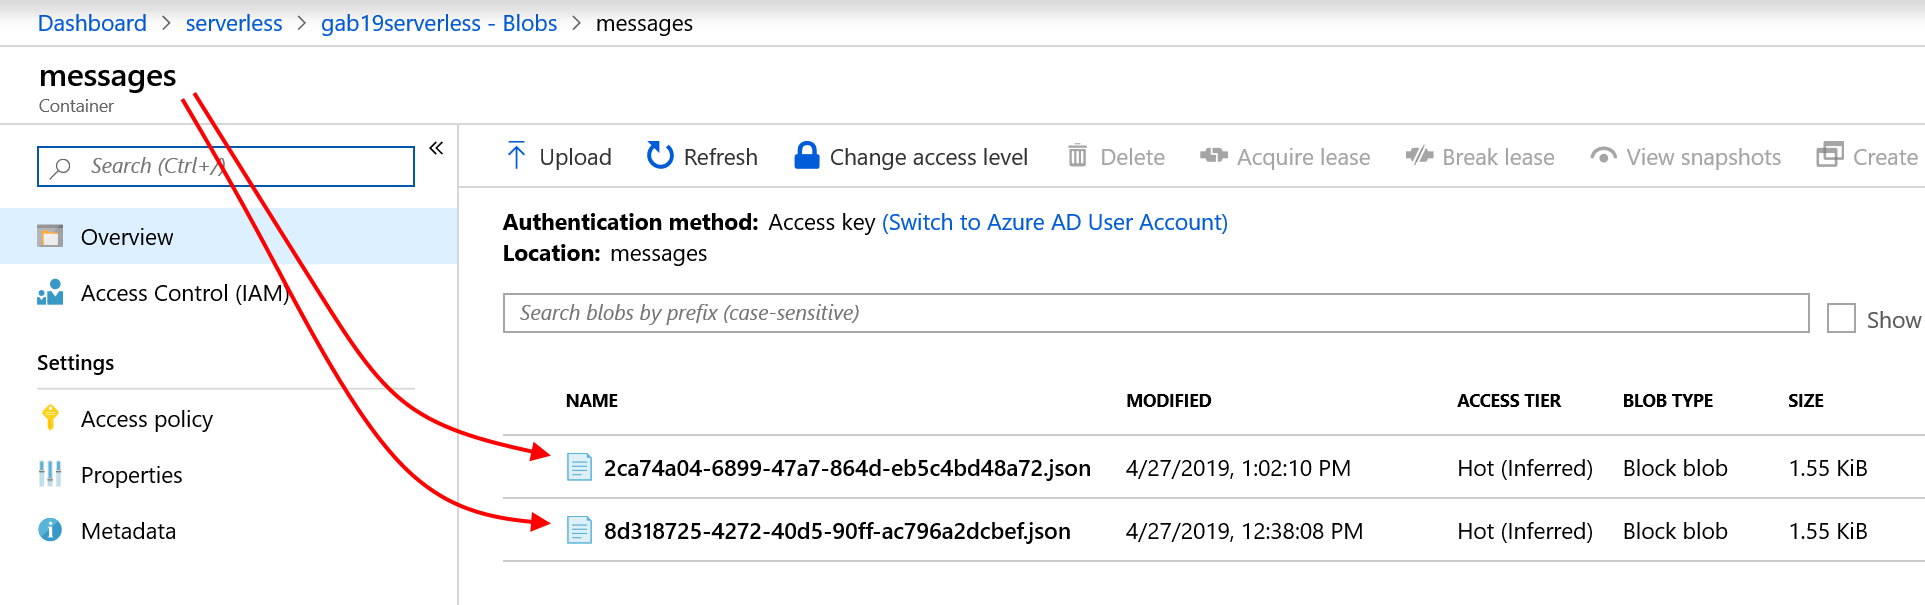 Dashboard > serverless > gab19serverless - Blobs > messages
messages
Container
Search (Ctrl+/)
«
Overview
Access Control (IAM)
Settings
Access policy
Properties
Metadata
Upload Refresh Change access level Delete Acquire lease Break lease View snapshots Create
Authentication method: Access key (Switch to Azure AD User Account)
Location: messages
Search blobs by prefix (case-sensitive)
Show
NAME MODIFIED ACCESS TIER BLOB TYPE SIZE
2ca74a04-6899-47a7-864d-eb5c4bd48a72.json 4/27/2019, 1:02:10 PM Hot (Inferred) Block blob 1.55 KiB
8d318725-4272-40d5-90ff-ac796a2dcbef.json 4/27/2019, 12:38:08 PM Hot (Inferred) Block blob 1.55 KiB